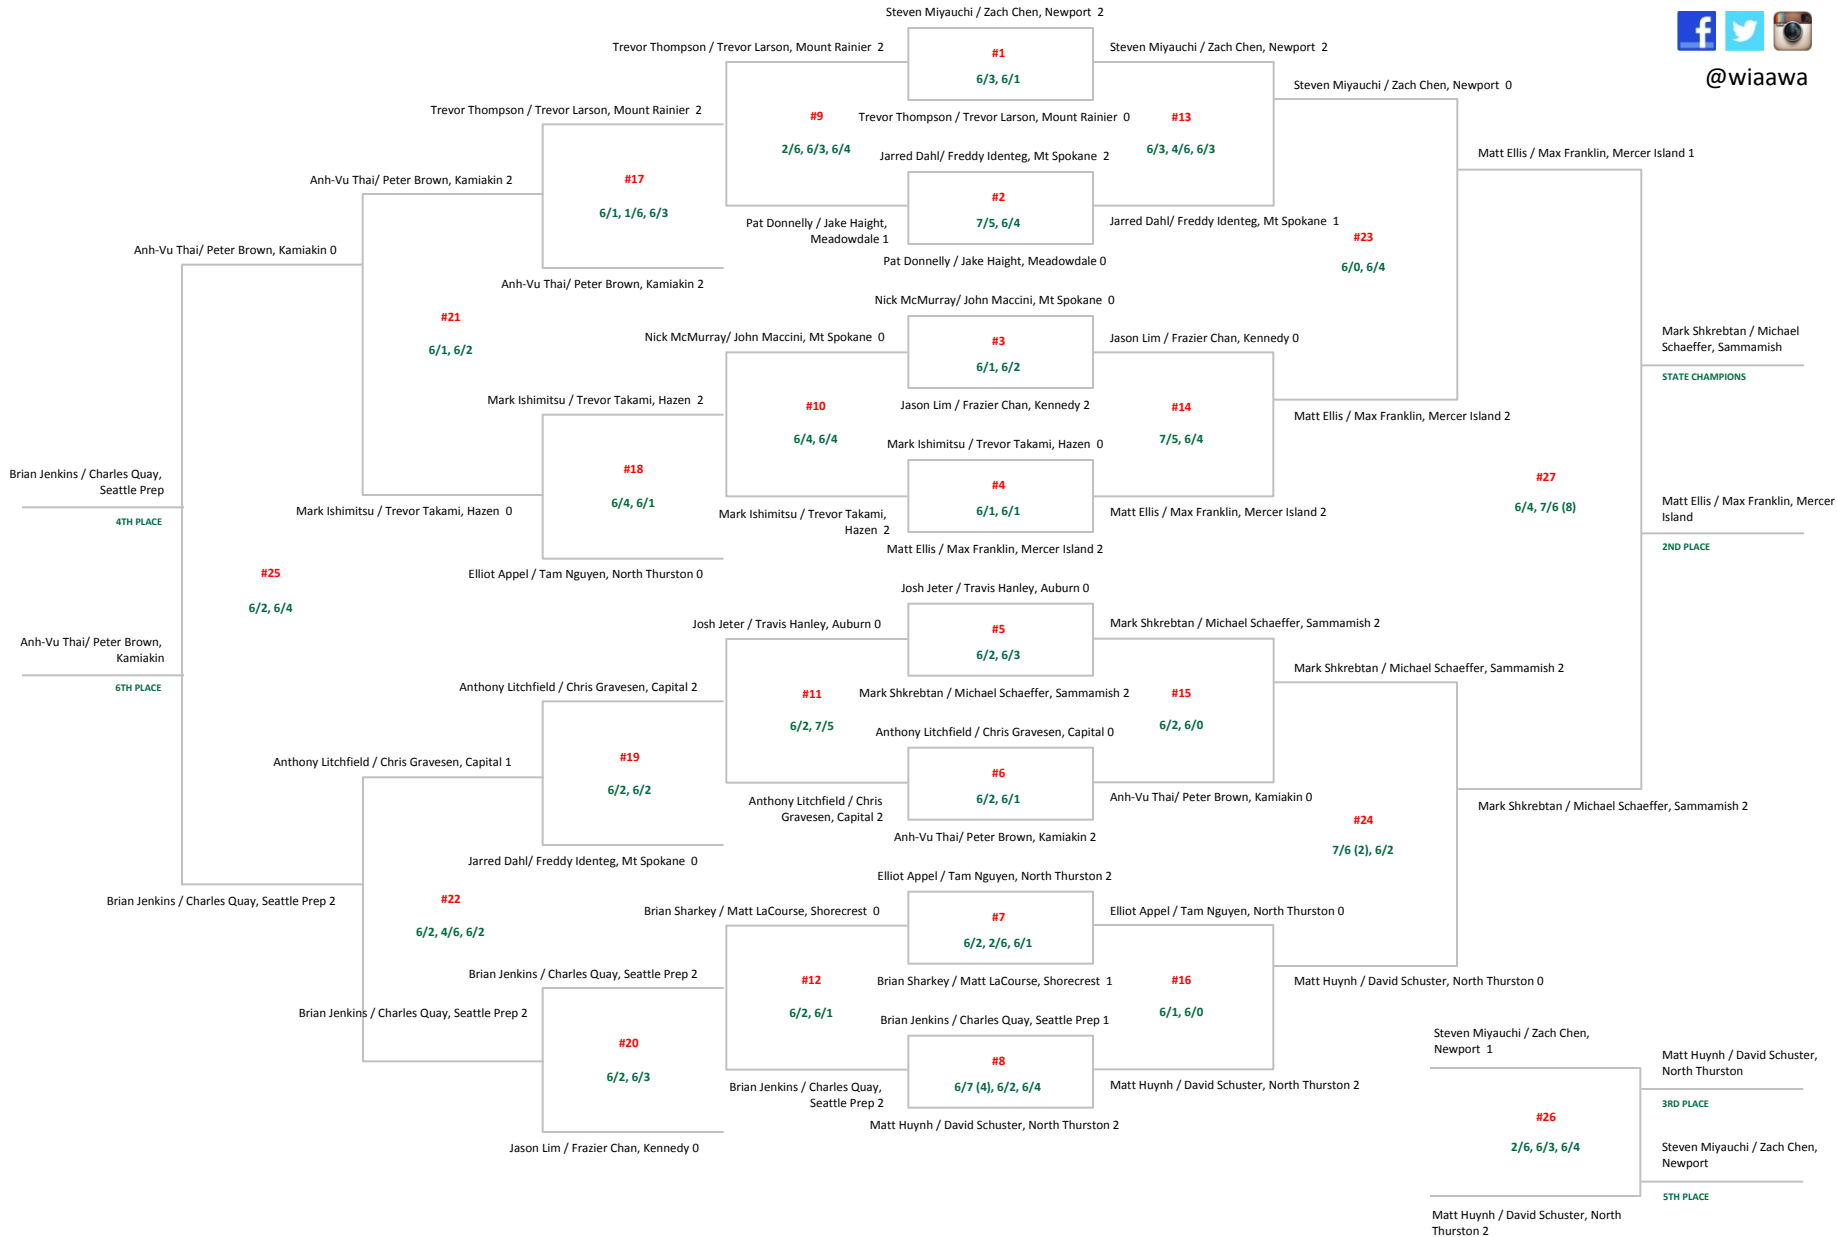 Steven Miyauchi / Zach Chen, Newport 2
@wiaawa
Trevor Thompson / Trevor Larson, Mount Rainier 2
#1
6/3, 6/1
Steven Miyauchi / Zach Chen, Newport 2
Steven Miyauchi / Zach Chen, Newport 0
Trevor Thompson / Trevor Larson, Mount Rainier 2
#9
2/6, 6/3, 6/4
Trevor Thompson / Trevor Larson, Mount Rainier 0
#13
6/3, 4/6, 6/3
Jarred Dahl/ Freddy Identeg, Mt Spokane 2
Matt Ellis / Max Franklin, Mercer Island 1
Anh-Vu Thai/ Peter Brown, Kamiakin 2
#17
6/1, 1/6, 6/3
#2
7/5, 6/4
Pat Donnelly / Jake Haight,
Meadowdale 1
Jarred Dahl/ Freddy Identeg, Mt Spokane 1
#23
6/0, 6/4
Anh-Vu Thai/ Peter Brown, Kamiakin 0
Pat Donnelly / Jake Haight, Meadowdale 0
Anh-Vu Thai/ Peter Brown, Kamiakin 2
Nick McMurray/ John Maccini, Mt Spokane 0
#21
6/1, 6/2
Nick McMurray/ John Maccini, Mt Spokane 0
#3
6/1, 6/2
Jason Lim / Frazier Chan, Kennedy 0
Mark Shkrebtan / Michael
Schaeffer, Sammamish
STATE CHAMPIONS
Mark Ishimitsu / Trevor Takami, Hazen 2
#10
6/4, 6/4
Jason Lim / Frazier Chan, Kennedy 2
#14
7/5, 6/4
Matt Ellis / Max Franklin, Mercer Island 2
Mark Ishimitsu / Trevor Takami, Hazen 0
Brian Jenkins / Charles Quay,
Seattle Prep
4TH PLACE
#18
6/4, 6/1
#4
6/1, 6/1
#27
6/4, 7/6 (8)
Mark Ishimitsu / Trevor Takami, Hazen 0
Mark Ishimitsu / Trevor Takami,
Hazen 2
Matt Ellis / Max Franklin, Mercer Island 2
Matt Ellis / Max Franklin, Mercer
Island
2ND PLACE
Matt Ellis / Max Franklin, Mercer Island 2
#25
6/2, 6/4
Elliot Appel / Tam Nguyen, North Thurston 0
Josh Jeter / Travis Hanley, Auburn 0
Josh Jeter / Travis Hanley, Auburn 0
#5
6/2, 6/3
Mark Shkrebtan / Michael Schaeffer, Sammamish 2
Anh-Vu Thai/ Peter Brown,
Kamiakin
6TH PLACE
Mark Shkrebtan / Michael Schaeffer, Sammamish 2
Anthony Litchfield / Chris Gravesen, Capital 2
#11
6/2, 7/5
Mark Shkrebtan / Michael Schaeffer, Sammamish 2
#15
6/2, 6/0
Anthony Litchfield / Chris Gravesen, Capital 0
Anthony Litchfield / Chris Gravesen, Capital 1
#19
6/2, 6/2
#6
6/2, 6/1
Anthony Litchfield / Chris
Gravesen, Capital 2
Anh-Vu Thai/ Peter Brown, Kamiakin 0
Mark Shkrebtan / Michael Schaeffer, Sammamish 2
#24
7/6 (2), 6/2
Anh-Vu Thai/ Peter Brown, Kamiakin 2
Jarred Dahl/ Freddy Identeg, Mt Spokane 0
Elliot Appel / Tam Nguyen, North Thurston 2
Brian Jenkins / Charles Quay, Seattle Prep 2
#22
6/2, 4/6, 6/2
Brian Sharkey / Matt LaCourse, Shorecrest 0
#7
6/2, 2/6, 6/1
Elliot Appel / Tam Nguyen, North Thurston 0
Brian Jenkins / Charles Quay, Seattle Prep 2
#12
6/2, 6/1
Brian Sharkey / Matt LaCourse, Shorecrest 1
#16
6/1, 6/0
Matt Huynh / David Schuster, North Thurston 0
Brian Jenkins / Charles Quay, Seattle Prep 2
Brian Jenkins / Charles Quay, Seattle Prep 1
Steven Miyauchi / Zach Chen,
Newport 1
#20
6/2, 6/3
#8
6/7 (4), 6/2, 6/4
Matt Huynh / David Schuster,
North Thurston
3RD PLACE
Brian Jenkins / Charles Quay,
Seattle Prep 2
Matt Huynh / David Schuster, North Thurston 2
Matt Huynh / David Schuster, North Thurston 2
#26
2/6, 6/3, 6/4
Jason Lim / Frazier Chan, Kennedy 0
Steven Miyauchi / Zach Chen,
Newport
5TH PLACE
Matt Huynh / David Schuster, North
Thurston 2